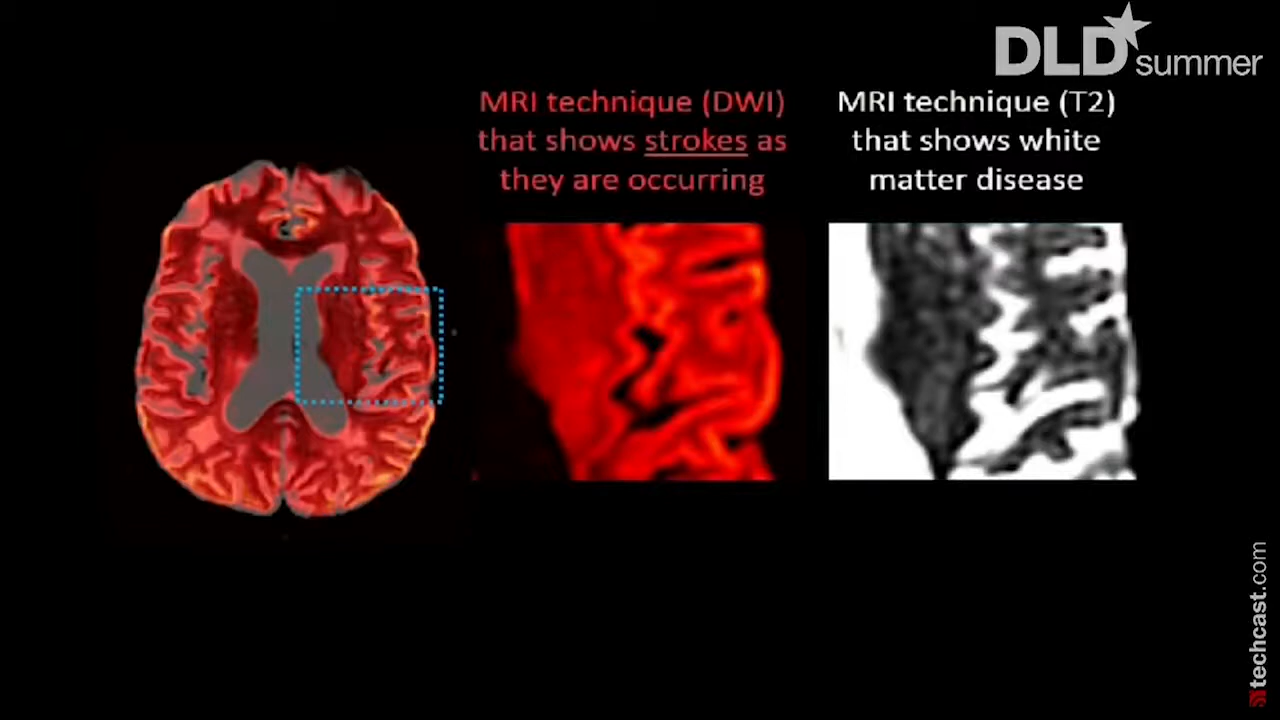 DLD summer
MRI technique (DWI)
that shows strokes as
they are occurring
MRI technique (T2)
that shows white
matter disease
techcast.com